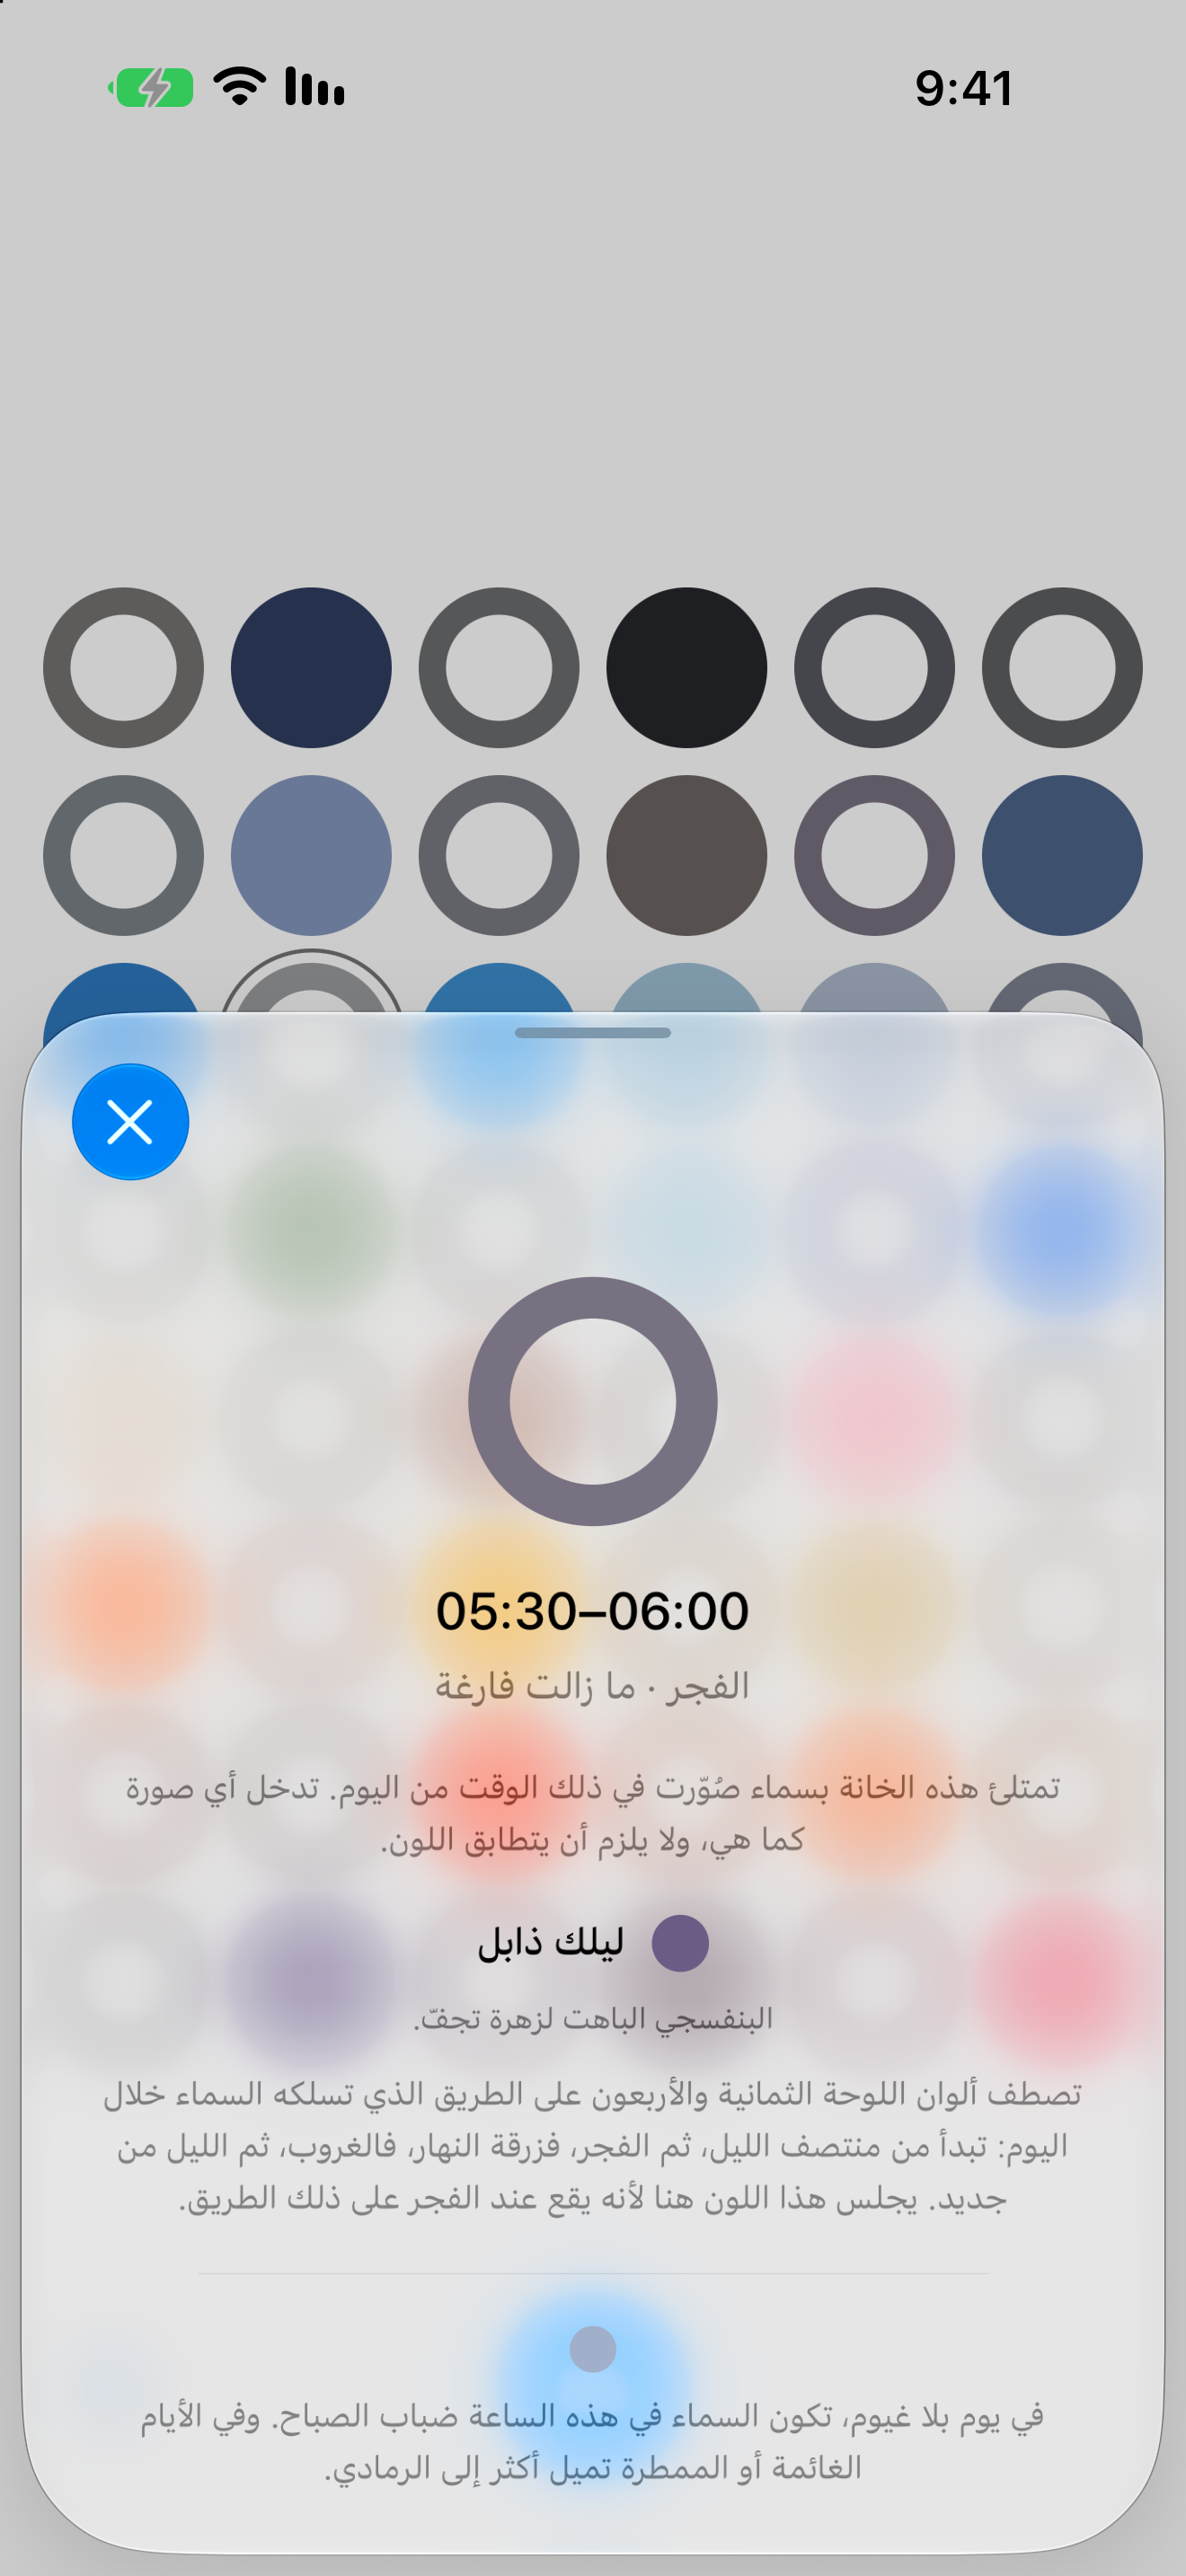 9:41
05:30–06:00
الفجر · ما زالت فارغة
تمتلئ هذه الخانة بسماء صُوّرت في ذلك الوقت من اليوم. تدخل أي صورة
كما هي، ولا يلزم أن يتطابق اللون.
ليلك ذابل
البنفسجي الباهت لزهرة تجفّ.
تصطف ألوان اللوحة الثمانية والأربعون على الطريق الذي تسلكه السماء خلال
اليوم: تبدأ من منتصف الليل، ثم الفجر، فزرقة النهار، فالغروب، ثم الليل من
جديد. يجلس هذا اللون هنا لأنه يقع عند الفجر على ذلك الطريق.
في يوم بلا غيوم، تكون السماء في هذه الساعة ضباب الصباح. وفي الأيام
الغائمة أو الممطرة تميل أكثر إلى الرمادي.